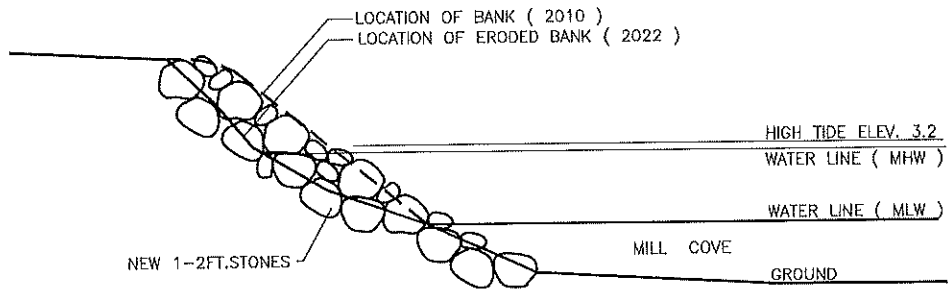 LOCATION OF BANK ( 2010 )
LOCATION OF ERODED BANK ( 2022 )
HIGH TIDE ELEV. 3.2
WATER LINE ( MHW )
WATER LINE ( MLW )
MILL COVE
NEW 1-2FT.STONES
GROUND